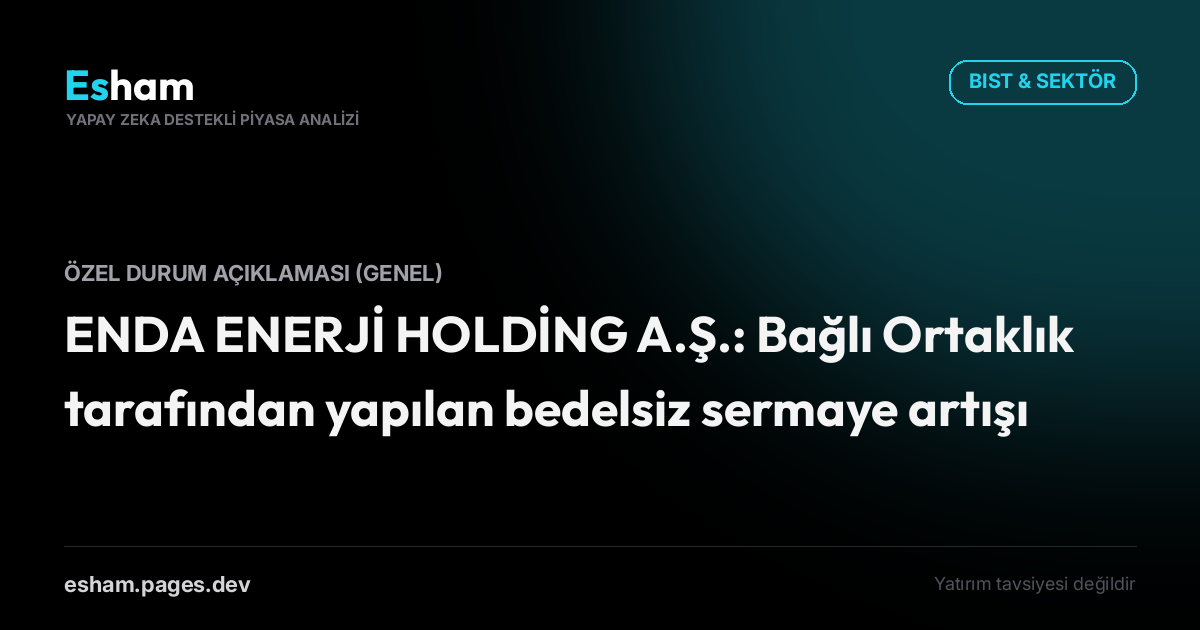 Esham
BIST & SEKTÖR
YAPAY ZEKA DESTEKLİ PİYASA ANALİZİ
ÖZEL DURUM AÇIKLAMASI (GENEL)
ENDA ENERJİ HOLDİNG A.Ş.: Bağlı Ortaklık
tarafından yapılan bedelsiz sermaye artışı
esham.pages.dev
Yatırım tavsiyesi değildir